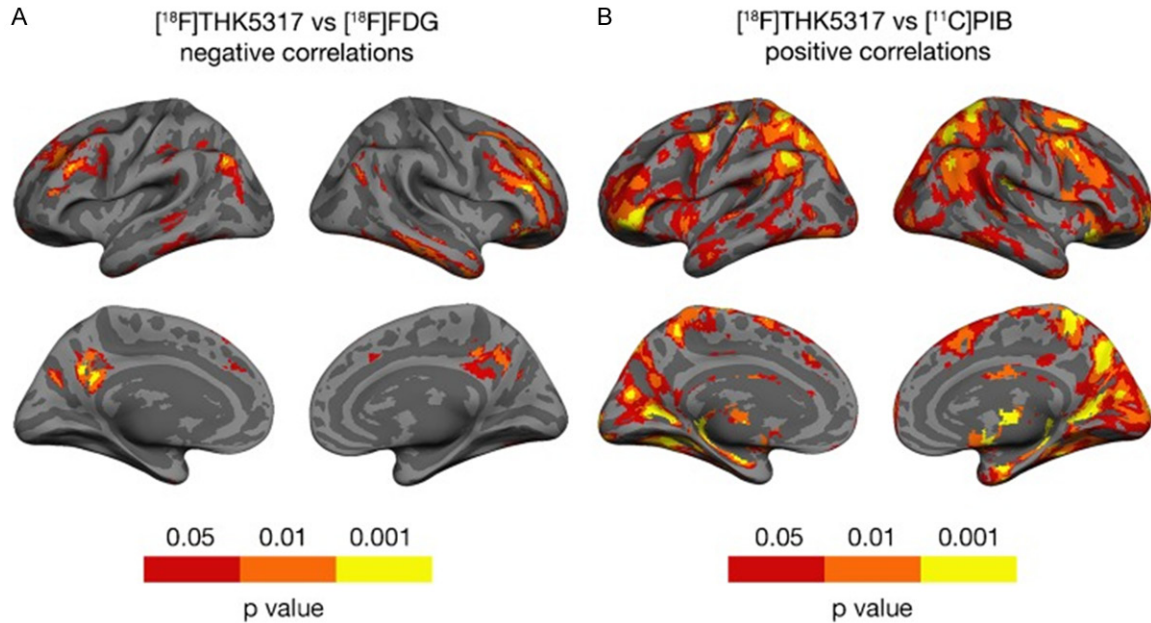 A
[¹⁸F]THK5317 vs [¹⁸F]FDG
negative correlations
0.05 0.01 0.001
p value
B
[¹⁸F]THK5317 vs [¹¹C]PIB
positive correlations
0.05 0.01 0.001
p value